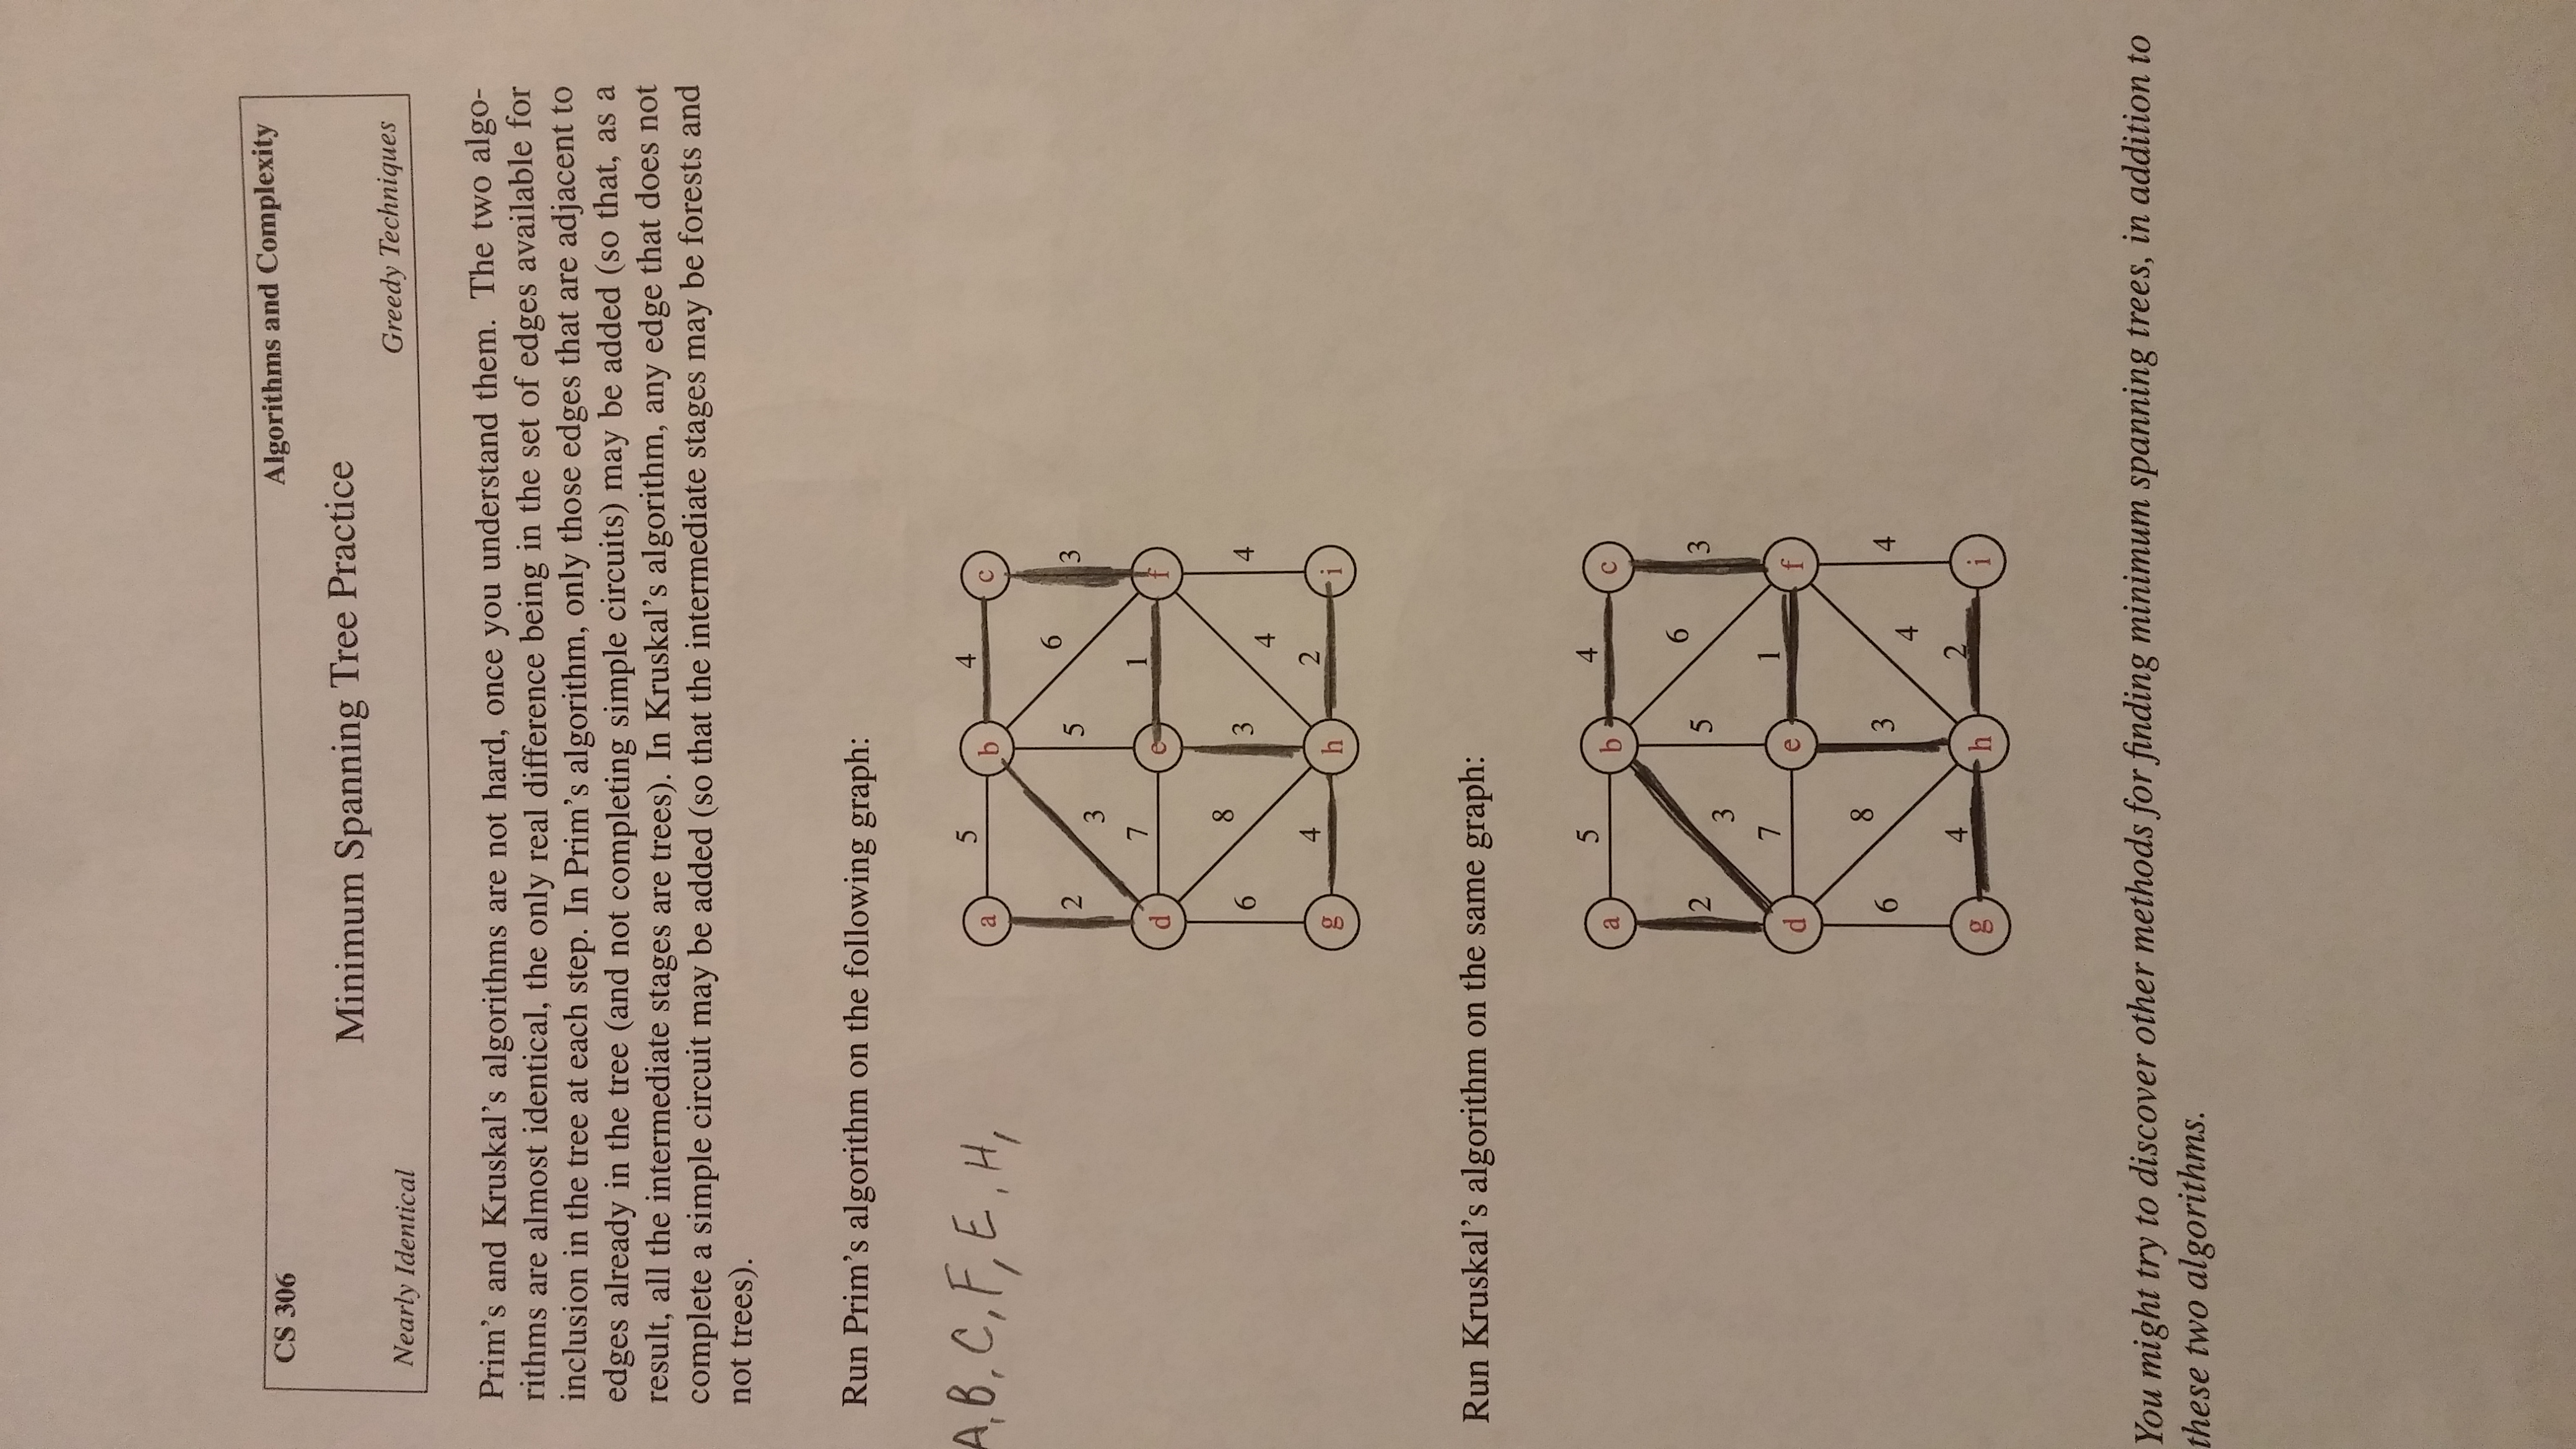 CS 306 Algorithms and Complexity
Minimum Spanning Tree Practice
Nearly Identical Greedy Techniques
Prim's and Kruskal's algorithms are not hard, once you understand them. The two algo-
rithms are almost identical, the only real difference being in the set of edges available for
inclusion in the tree at each step. In Prim's algorithm, only those edges that are adjacent to
edges already in the tree (and not completing simple circuits) may be added (so that, as a
result, all the intermediate stages are trees). In Kruskal's algorithm, any edge that does not
complete a simple circuit may be added (so that the intermediate stages may be forests and
not trees).
Run Prim's algorithm on the following graph:
A, B, C, F, E, H,
5 4
a b c
2 3 5 6 3
7 1
d e f
6 8 3 4 4
4 2
g h i
Run Kruskal's algorithm on the same graph:
5 4
a b c
2 3 5 6 3
7 1
d e f
6 8 3 4 4
4 2
g h i
You might try to discover other methods for finding minimum spanning trees, in addition to
these two algorithms.